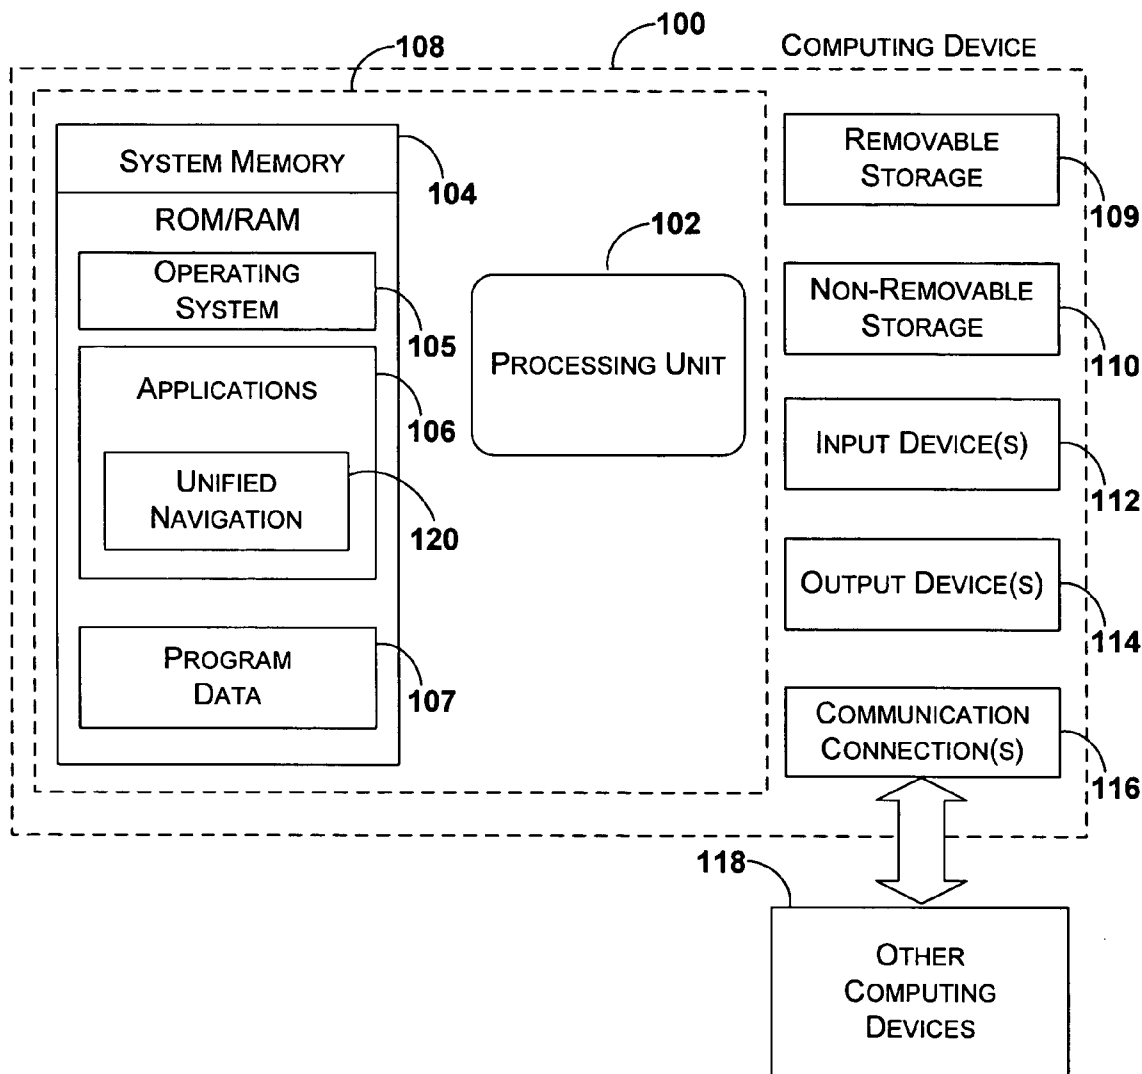 100
COMPUTING DEVICE
108
SYSTEM MEMORY
104
ROM/RAM
OPERATING
SYSTEM
105
APPLICATIONS
106
UNIFIED
NAVIGATION
120
PROGRAM
DATA
107
102
PROCESSING UNIT
REMOVABLE
STORAGE
109
NON-REMOVABLE
STORAGE
110
INPUT DEVICE(S)
112
OUTPUT DEVICE(S)
114
COMMUNICATION
CONNECTION(S)
116
118
OTHER
COMPUTING
DEVICES